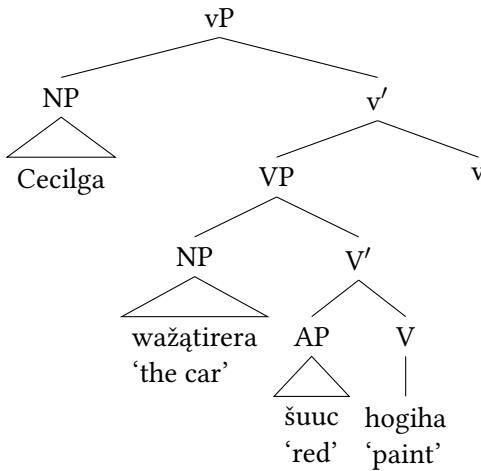 vP
NP v′
Cecilga VP v
NP V′
wažątirera AP V
‘the car’
šuuc hogiha
‘red’ ‘paint’